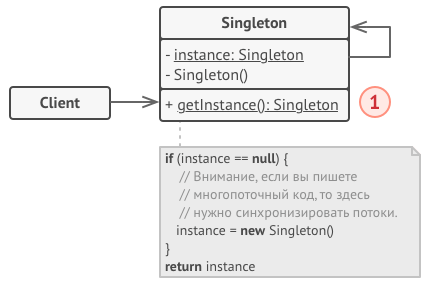 Singleton
- instance: Singleton
- Singleton()
Client
+ getInstance(): Singleton
1
if (instance == null) {
// Внимание, если вы пишете
// многопоточный код, то здесь
// нужно синхронизировать потоки.
instance = new Singleton()
}
return instance